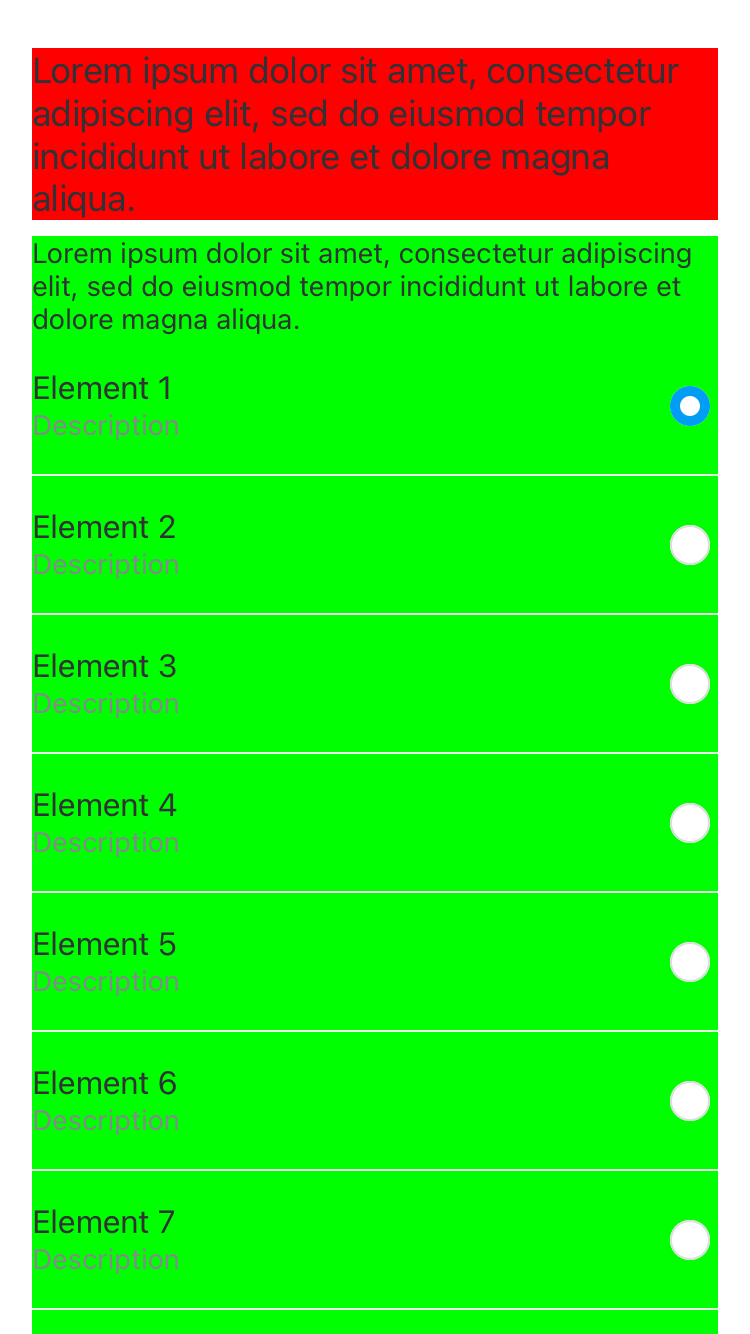 Lorem ipsum dolor sit amet, consectetur
adipiscing elit, sed do eiusmod tempor
incididunt ut labore et dolore magna
aliqua.
Lorem ipsum dolor sit amet, consectetur adipiscing
elit, sed do eiusmod tempor incididunt ut labore et
dolore magna aliqua.
Element 1
Description
Element 2
Description
Element 3
Description
Element 4
Description
Element 5
Description
Element 6
Description
Element 7
Description